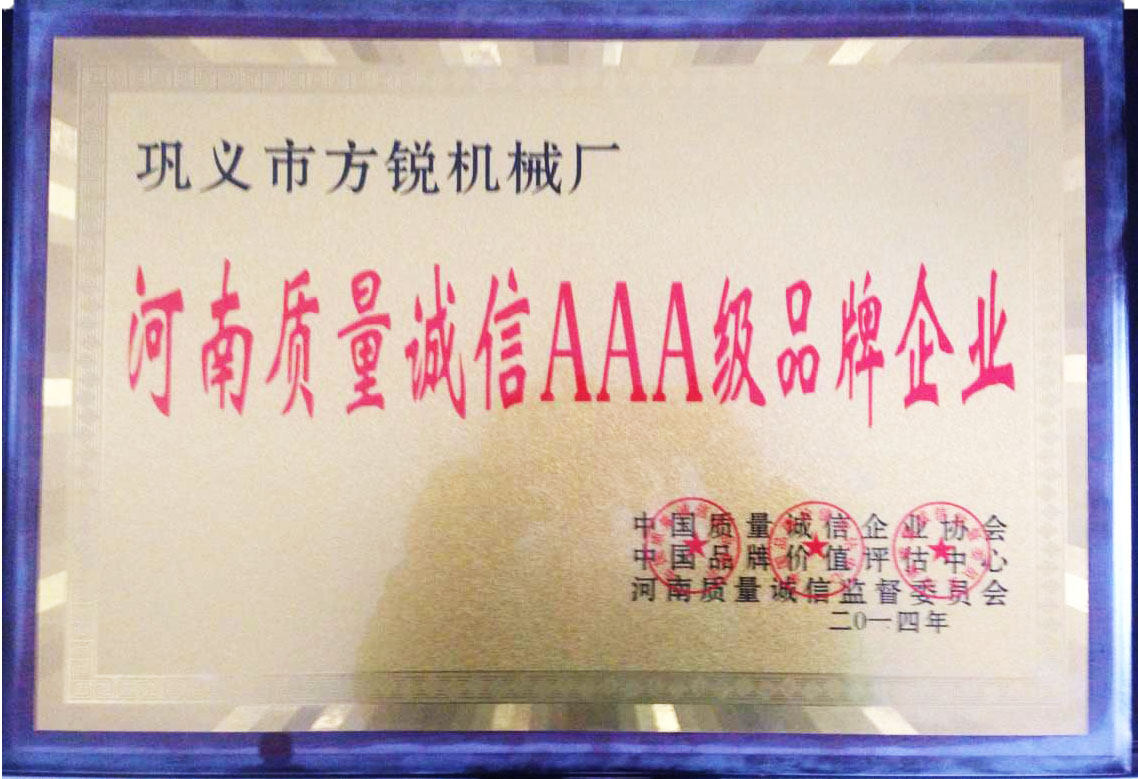 巩义市方锐机械厂
河南质量诚信AAA级品牌企业
中国质量诚信企业协会
中国品牌价值评估中心
河南质量诚信监督委员会
二0一四年